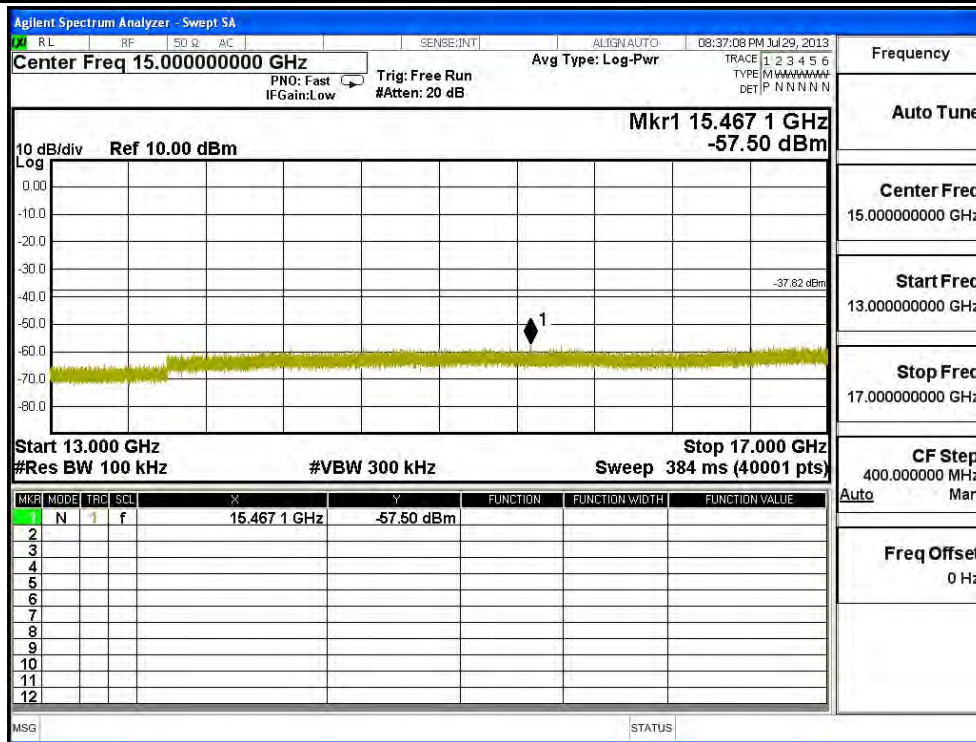 Agilent Spectrum Analyzer - Swept SA
RL RF 50 Ω AC SENSE:INT ALIGN AUTO 08:37:08 PM Jul 29, 2013
Center Freq 15.000000000 GHz
PNO: Fast
IFGain:Low
Trig: Free Run
#Atten: 20 dB
Avg Type: Log-Pwr
TRACE 1 2 3 4 5 6
TYPE M
DET P N N N N N
Mkr1 15.467 1 GHz
-57.50 dBm
10 dB/div Ref 10.00 dBm
Log
0.00
-10.0
-20.0
-30.0
-37.82 dBm
-40.0
-50.0
1
-60.0
-70.0
-80.0
Start 13.000 GHz Stop 17.000 GHz
#Res BW 100 kHz #VBW 300 kHz Sweep 384 ms (40001 pts)
MKR MODE TRC SCL X Y FUNCTION FUNCTION WIDTH FUNCTION VALUE
1 N 1 f 15.467 1 GHz -57.50 dBm
2
3
4
5
6
7
8
9
10
11
12
MSG STATUS
Frequency
Auto Tune
Center Freq
15.000000000 GHz
Start Freq
13.000000000 GHz
Stop Freq
17.000000000 GHz
CF Step
400.000000 MHz
Auto Man
Freq Offset
0 Hz